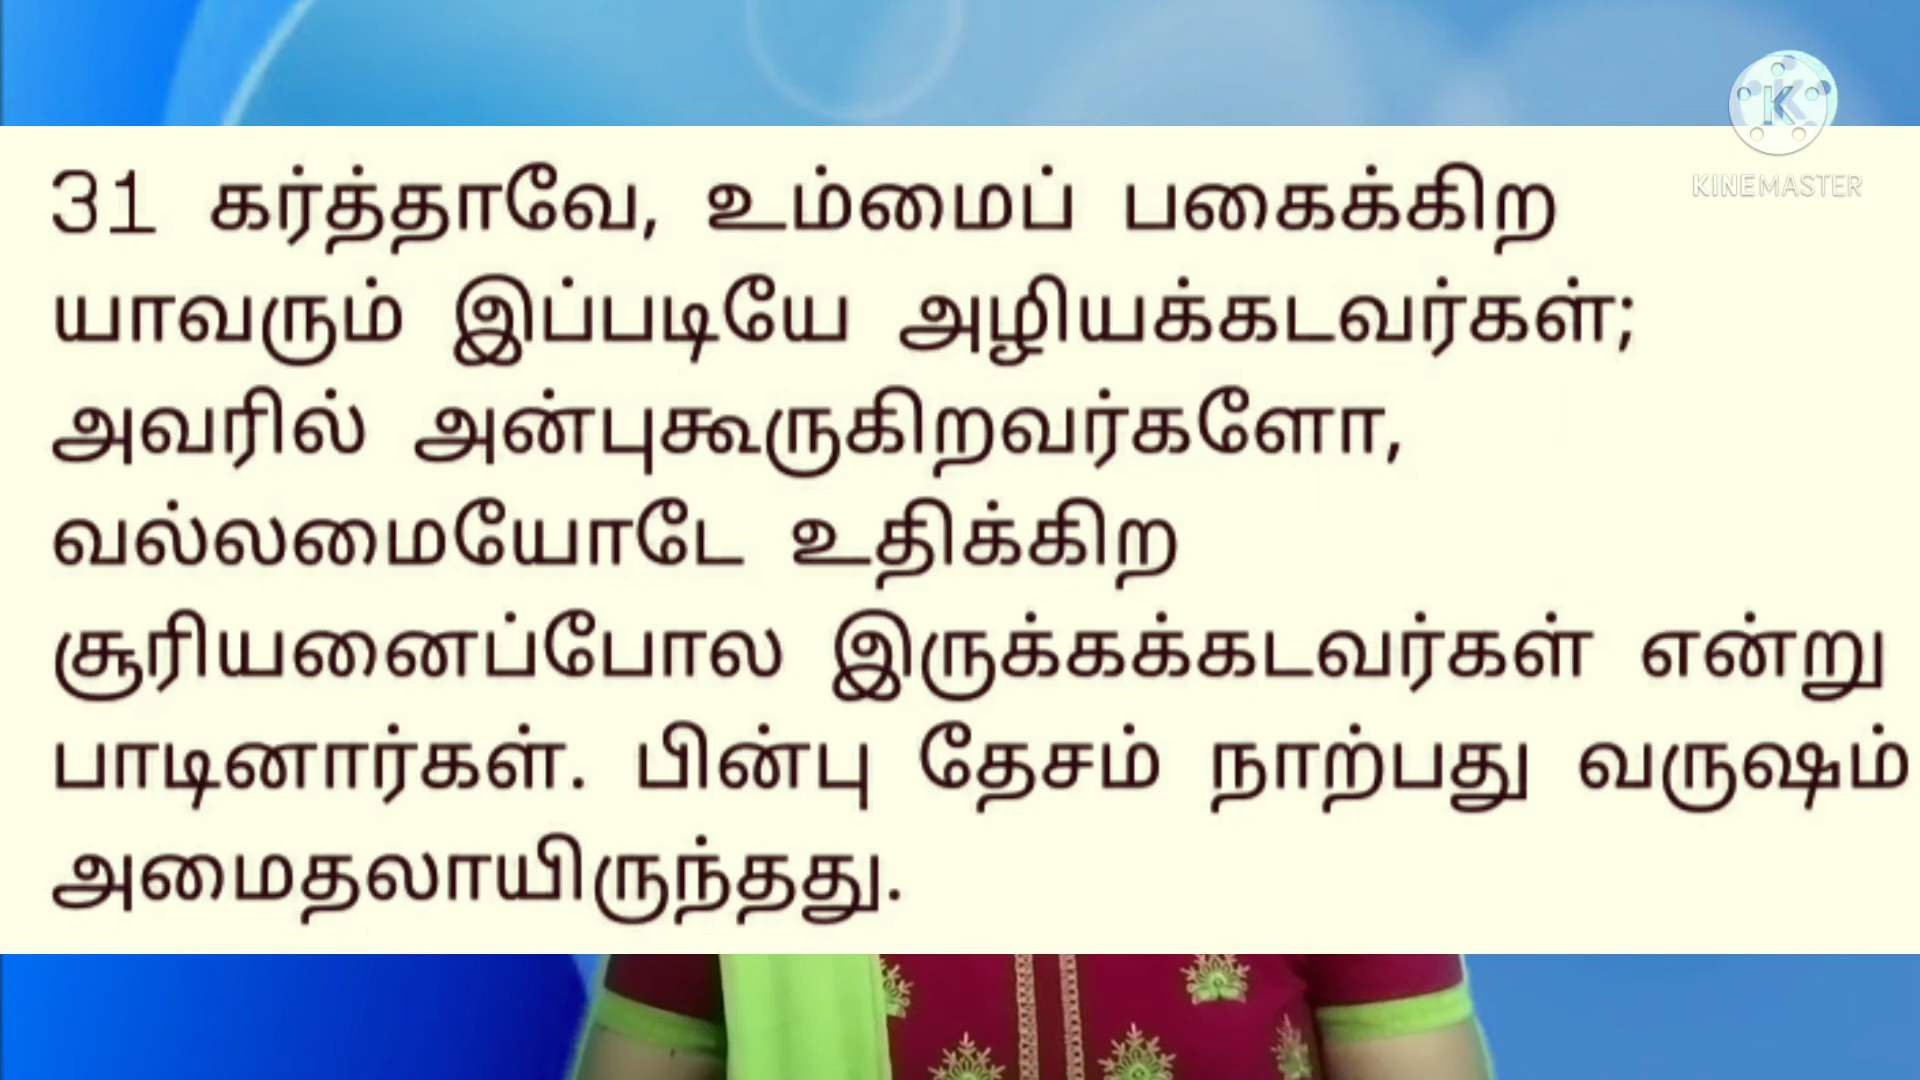 KINEMASTER
31 கர்த்தாவே, உம்மைப் பகைக்கிற
யாவரும் இப்படியே அழியக்கடவர்கள்;
அவரில் அன்புகூருகிறவர்களோ,
வல்லமையோடே உதிக்கிற
சூரியனைப்போல இருக்கக்கடவர்கள் என்று
பாடினார்கள். பின்பு தேசம் நாற்பது வருஷம்
அமைதலாயிருந்தது.